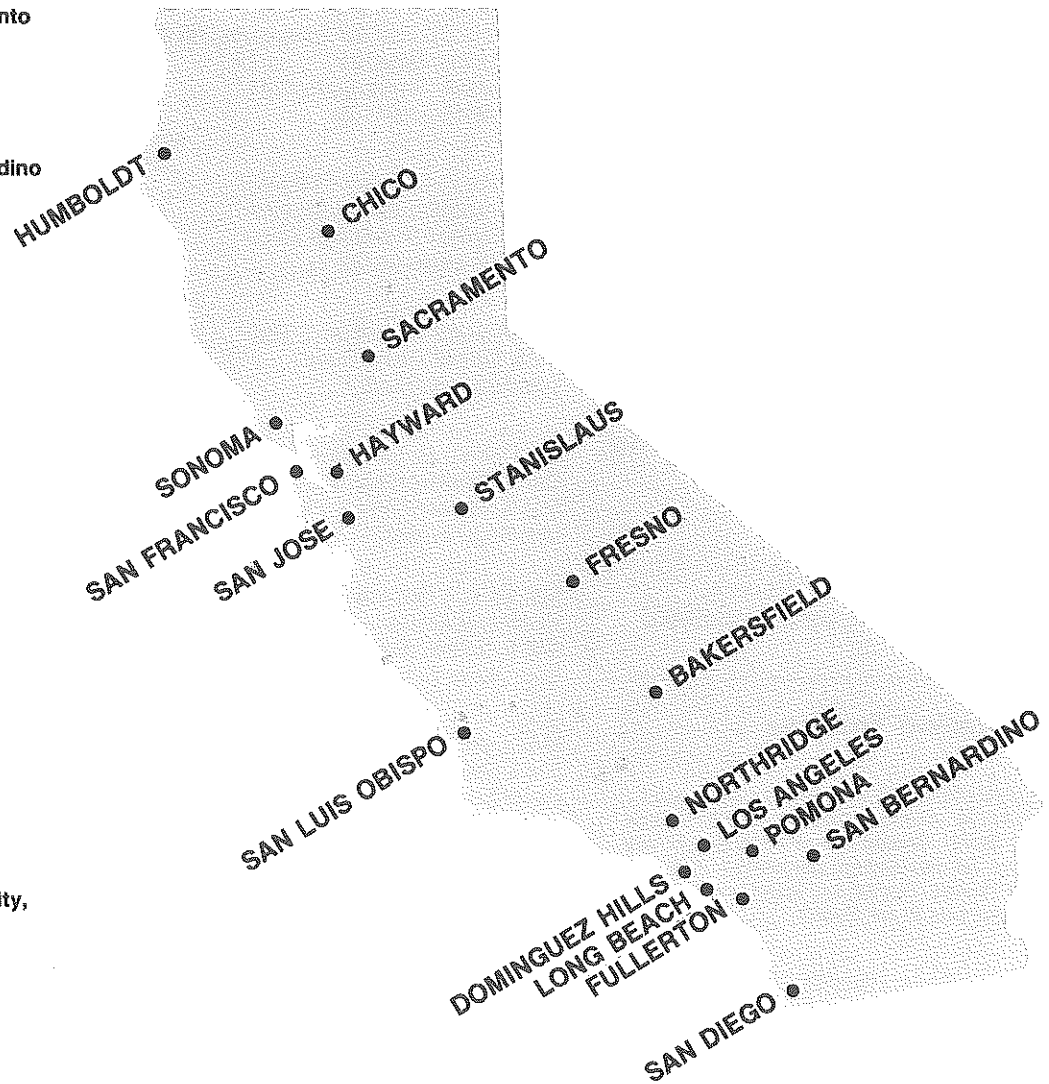 nto
HUMBOLDT
dino
CHICO
SACRAMENTO
SONOMA
HAYWARD
SAN FRANCISCO
STANISLAUS
SAN JOSE
FRESNO
BAKERSFIELD
SAN LUIS OBISPO
NORTHRIDGE
LOS ANGELES
POMONA
SAN BERNARDINO
ity,
DOMINGUEZ HILLS
LONG BEACH
FULLERTON
SAN DIEGO